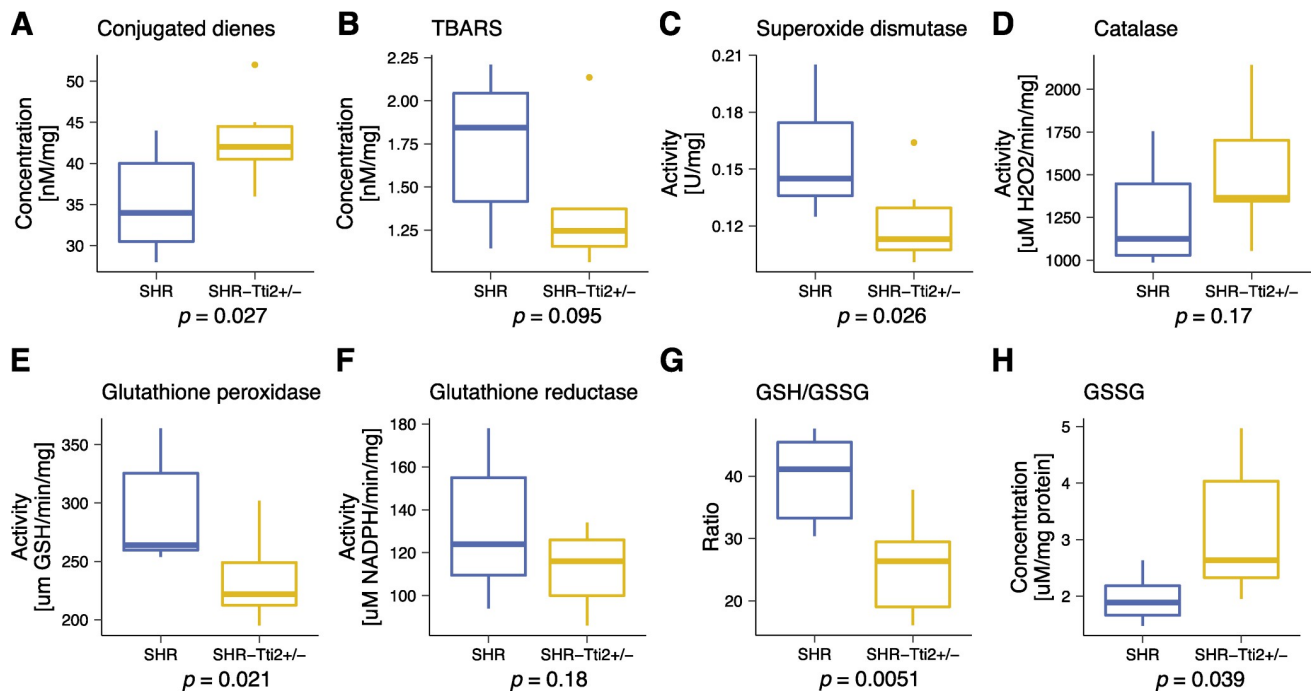 A Conjugated dienes
Concentration
[nM/mg]
50
45
40
35
30
SHR SHR−Tti2+/−
p = 0.027
B TBARS
Concentration
[nM/mg]
2.25
2.00
1.75
1.50
1.25
SHR SHR−Tti2+/−
p = 0.095
C Superoxide dismutase
Activity
[U/mg]
0.21
0.18
0.15
0.12
SHR SHR−Tti2+/−
p = 0.026
D Catalase
Activity
[uM H2O2/min/mg]
2000
1750
1500
1250
1000
SHR SHR−Tti2+/−
p = 0.17
E
Glutathione peroxidase
Activity
[um GSH/min/mg]
350
300
250
200
SHR SHR−Tti2+/−
p = 0.021
F
Glutathione reductase
Activity
[uM NADPH/min/mg]
180
160
140
120
100
SHR SHR−Tti2+/−
p = 0.18
G
GSH/GSSG
Ratio
40
30
20
SHR SHR−Tti2+/−
p = 0.0051
H
GSSG
Concentration
[uM/mg protein]
5
4
3
2
SHR SHR−Tti2+/−
p = 0.039